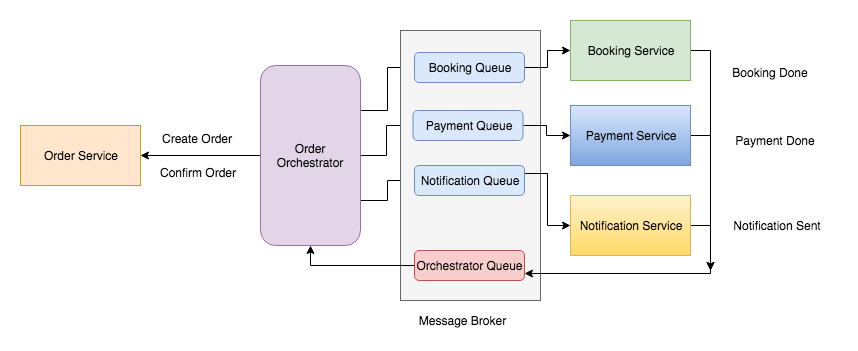 Booking Service
Booking Queue
Booking Done
Payment Queue
Payment Service
Payment Done
Create Order
Order Service
Order
Orchestrator
Confirm Order
Notification Queue
Notification Service
Notification Sent
Orchestrator Queue
Message Broker